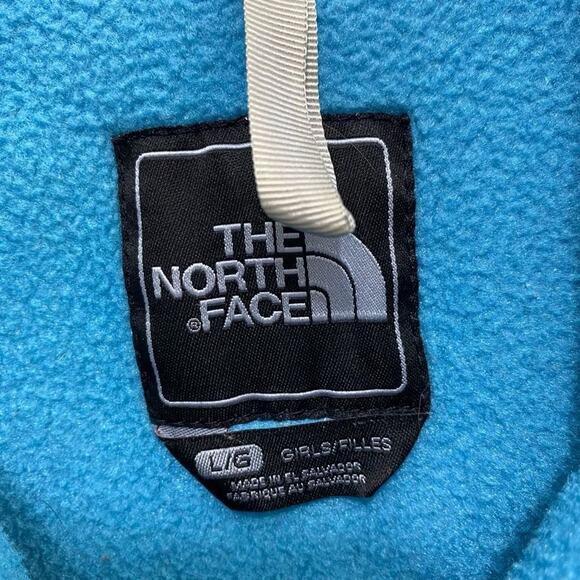 THE
NORTH
®FACE
L/G GIRLS/FILLES
MADE IN EL SALVADOR
FABRIQUE AU SALVADOR